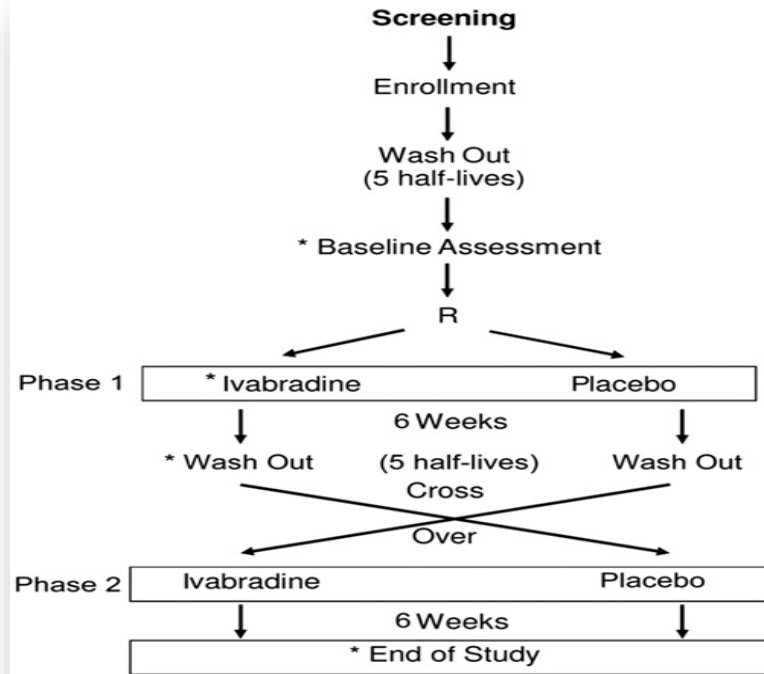 Screening
Enrollment
Wash Out
(5 half-lives)
* Baseline Assessment
R
Phase 1 * Ivabradine Placebo
6 Weeks
* Wash Out (5 half-lives) Wash Out
Cross
Over
Phase 2 Ivabradine Placebo
6 Weeks
* End of Study